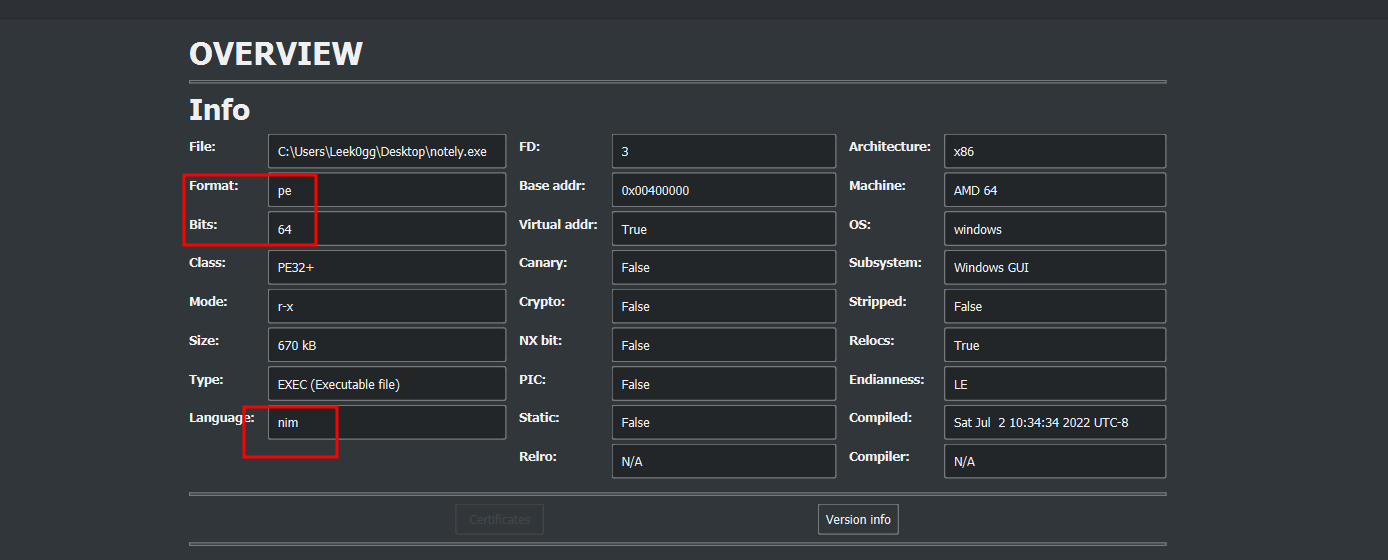 OVERVIEW
Info
File: C:\Users\Leek0gg\Desktop\notely.exe FD: 3 Architecture: x86
Format: pe Base addr: 0x00400000 Machine: AMD 64
Bits: 64 Virtual addr: True OS: windows
Class: PE32+ Canary: False Subsystem: Windows GUI
Mode: r-x Crypto: False Stripped: False
Size: 670 kB NX bit: False Relocs: True
Type: EXEC (Executable file) PIC: False Endianness: LE
Language: nim Static: False Compiled: Sat Jul 2 10:34:34 2022 UTC-8
Relro: N/A Compiler: N/A
Certificates Version info